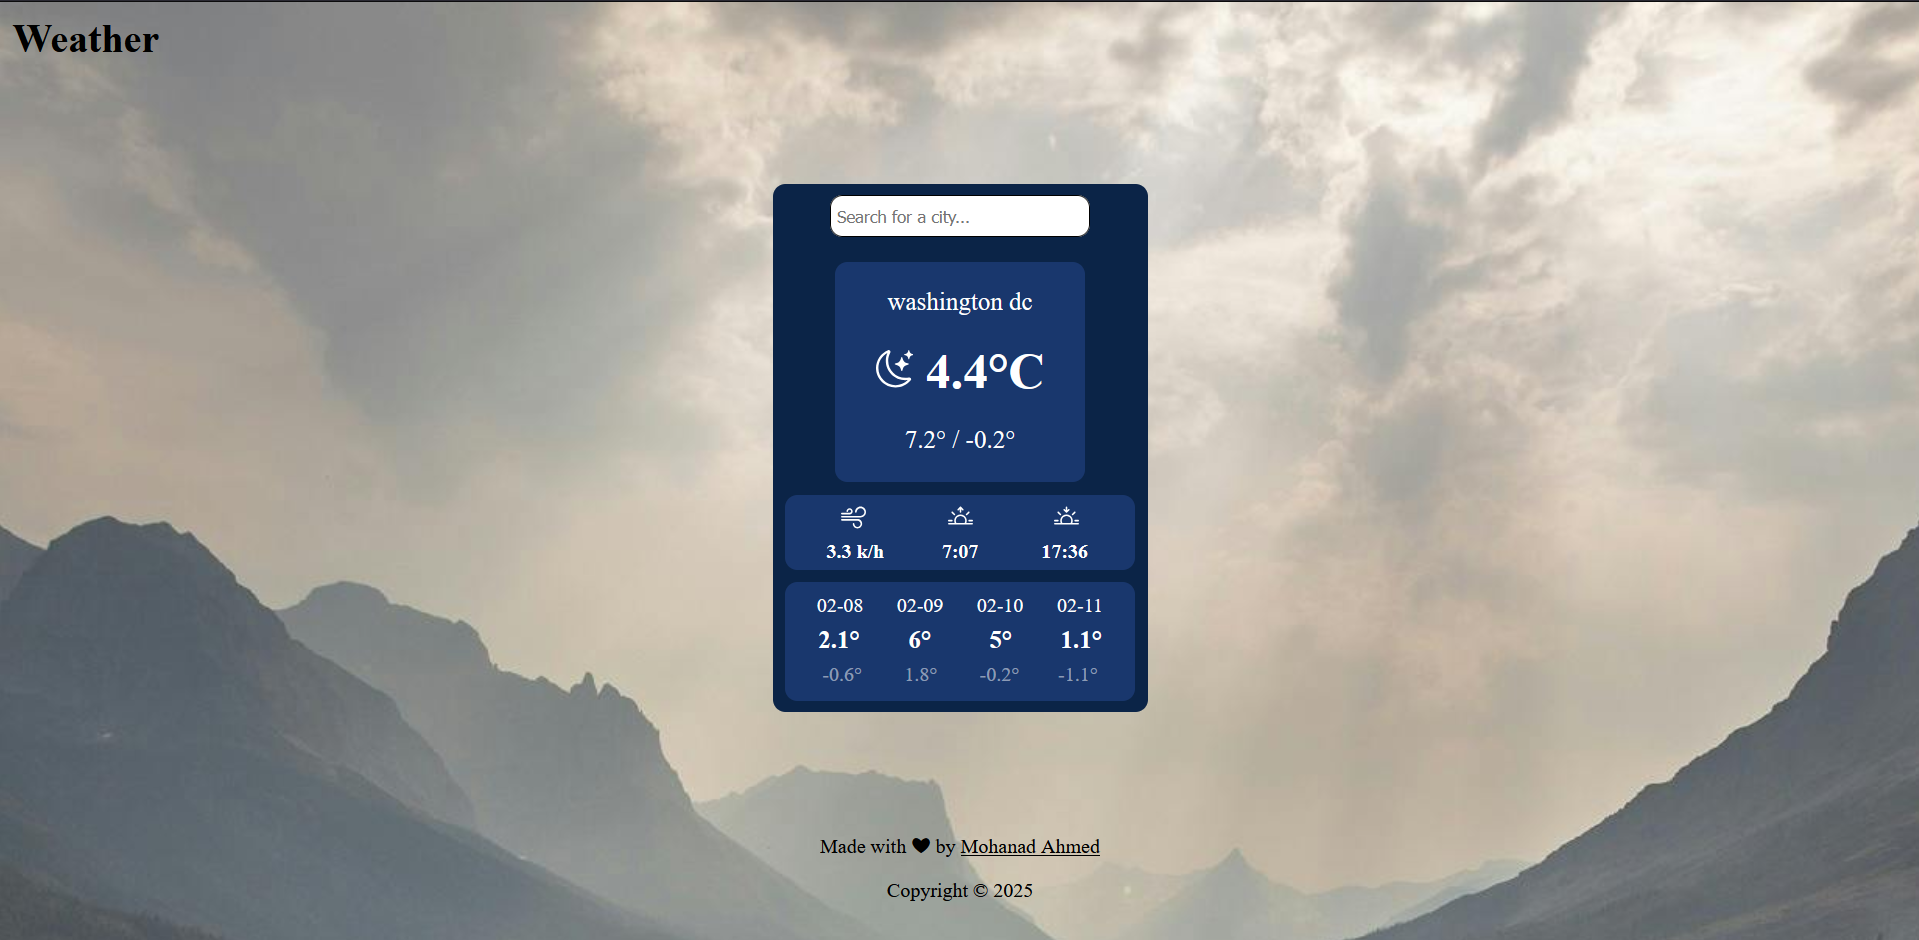 Weather
Search for a city...
washington dc
4.4°C
7.2° / -0.2°
3.3 k/h 7:07 17:36
02-08 02-09 02-10 02-11
2.1° 6° 5° 1.1°
-0.6° 1.8° -0.2° -1.1°
Made with 🖤 by Mohanad Ahmed
Copyright © 2025